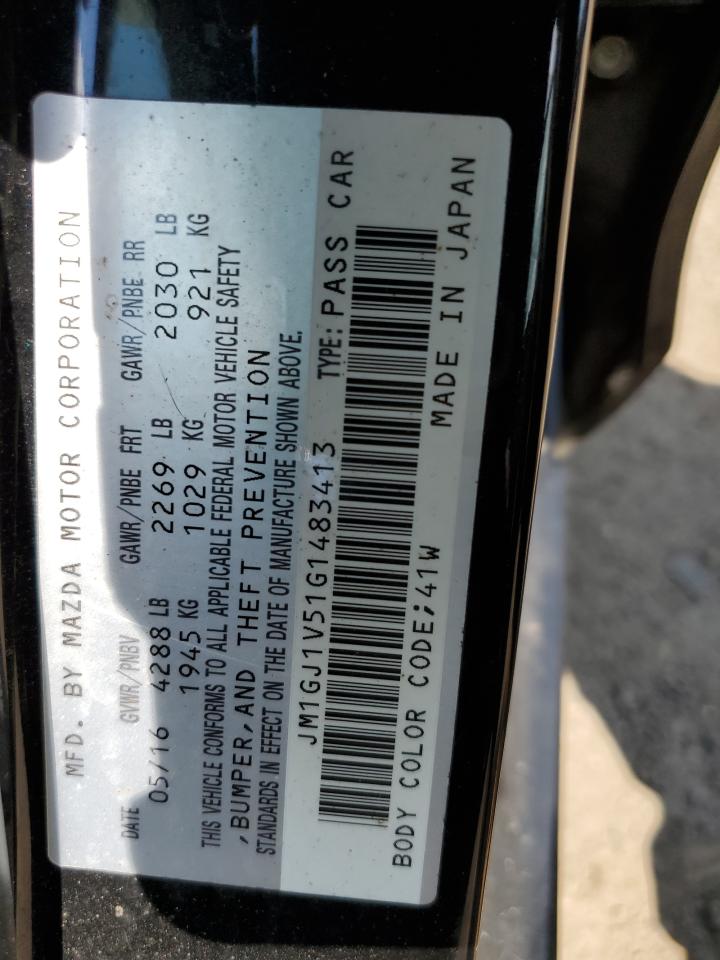 MFD. BY MAZDA MOTOR CORPORATION
DATE GVWR/PNBV GAWR/PNBE FRT GAWR/PNBE RR
05/16 4288 LB 2269 LB 2030 LB
1945 KG 1029 KG 921 KG
THIS VEHICLE CONFORMS TO ALL APPLICABLE FEDERAL MOTOR VEHICLE SAFETY
,BUMPER,AND THEFT PREVENTION
STANDARDS IN EFFECT ON THE DATE OF MANUFACTURE SHOWN ABOVE.
JM1GJ1V51G1483413 TYPE: PASS CAR
BODY COLOR CODE;41W MADE IN JAPAN